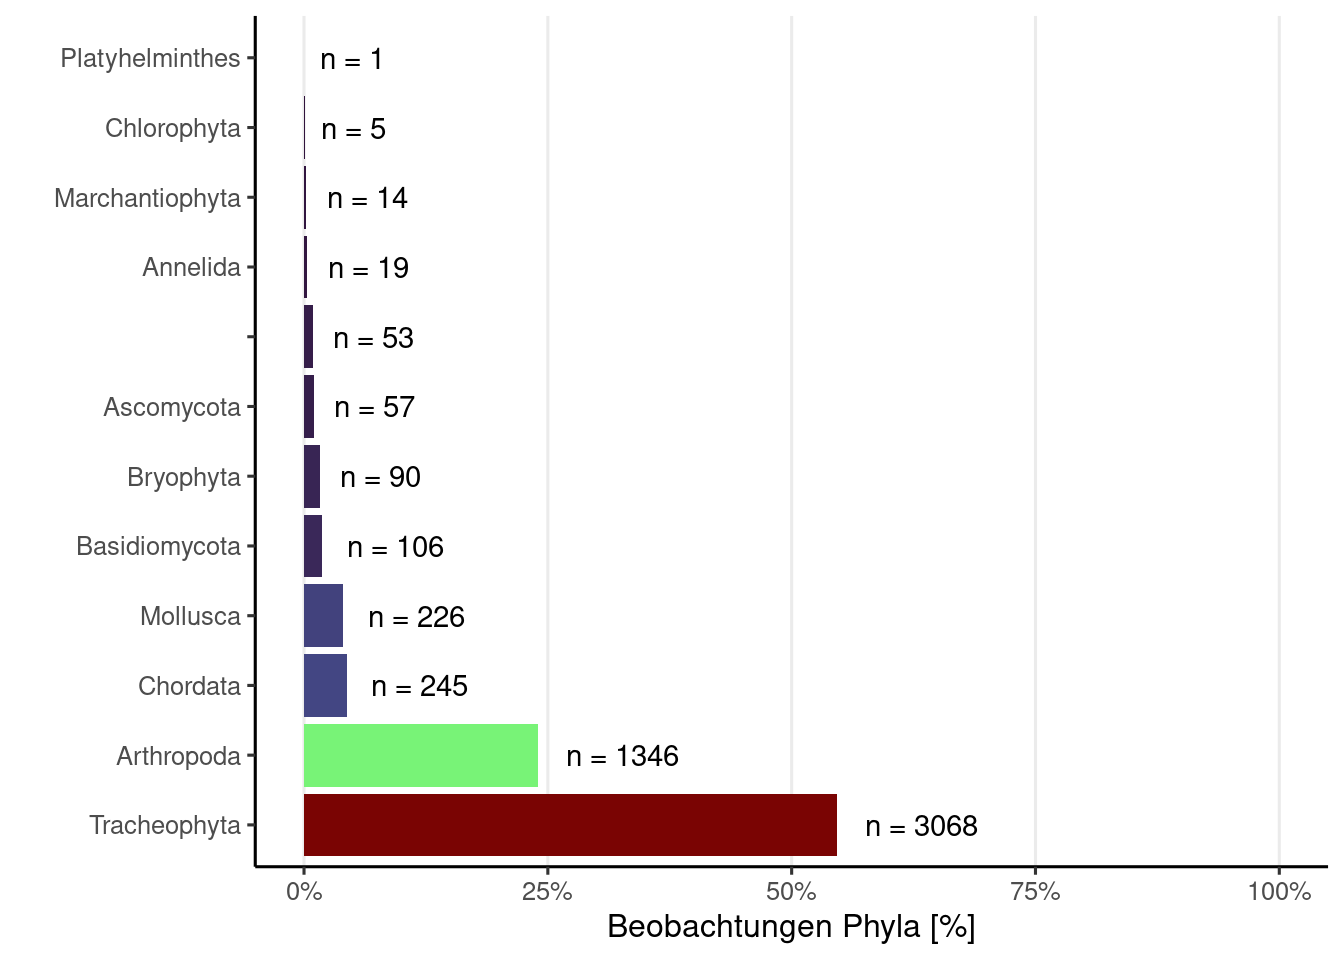 Platyhelminthes n = 1
Chlorophyta n = 5
Marchantiophyta n = 14
Annelida n = 19
n = 53
Ascomycota n = 57
Bryophyta n = 90
Basidiomycota n = 106
Mollusca n = 226
Chordata n = 245
Arthropoda n = 1346
Tracheophyta n = 3068
0% 25% 50% 75% 100%
Beobachtungen Phyla [%]